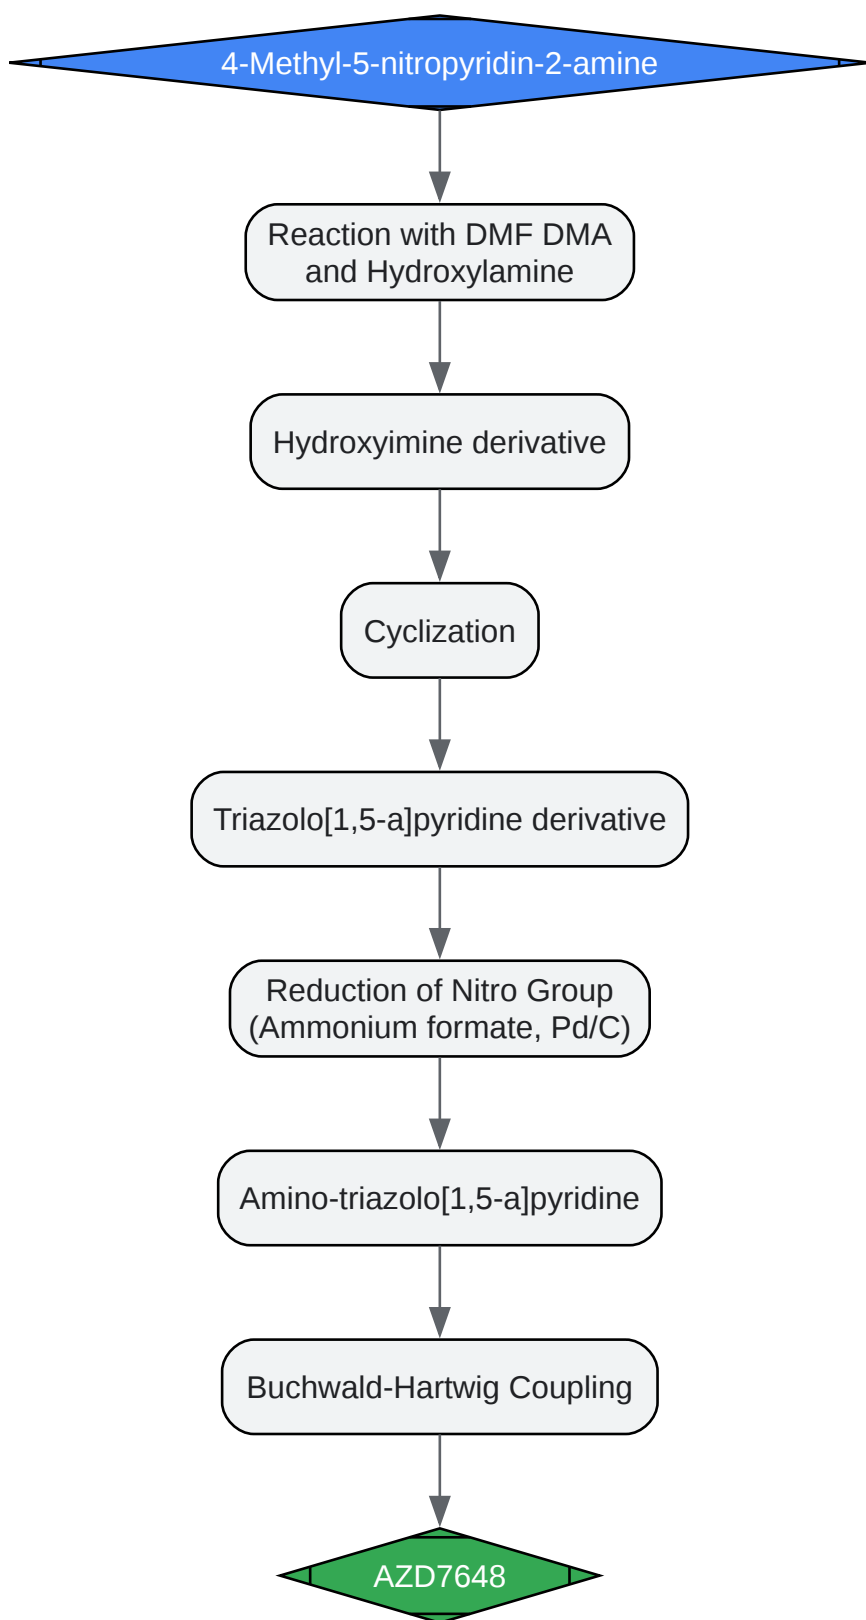 4-Methyl-5-nitropyridin-2-amine
Reaction with DMF DMA
and Hydroxylamine
Hydroxyimine derivative
Cyclization
Triazolo[1,5-a]pyridine derivative
Reduction of Nitro Group
(Ammonium formate, Pd/C)
Amino-triazolo[1,5-a]pyridine
Buchwald-Hartwig Coupling
AZD7648